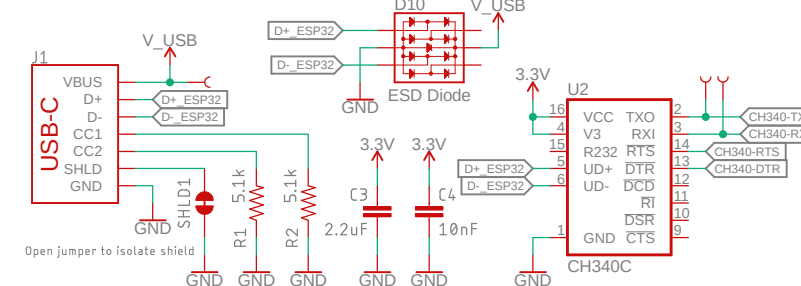 D10
V_USB
D+_ESP32
D-_ESP32
GND
ESD Diode
J1
V_USB
USB-C
VBUS
D+
D+_ESP32
D-
D-_ESP32
CC1
CC2
SHLD
GND
GND
SHLD1
GND
Open jumper to isolate shield
R1
5.1k
GND
R2
5.1k
GND
3.3V
C3
2.2uF
GND
3.3V
C4
10nF
GND
3.3V
U2
16 VCC TXO 2
4 V3 RXI 3
15 R232 RTS 14 CH340-RTS
D+_ESP32 5 UD+ DTR 13 CH340-DTR
D-_ESP32 6 UD- DCD 12
RI 11
DSR 10
1 GND CTS 9
GND
CH340C